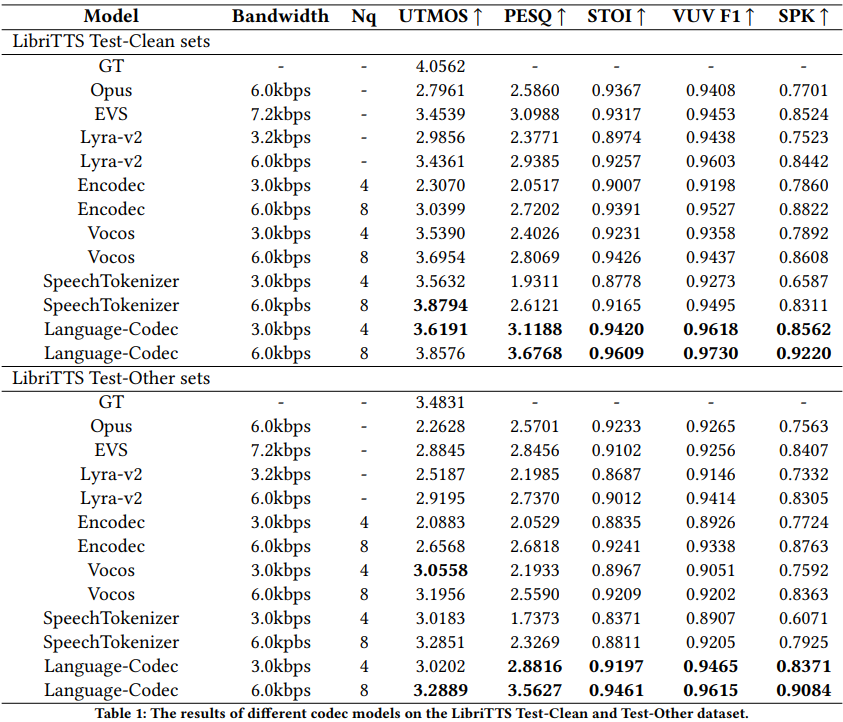 Model Bandwidth Nq UTMOS ↑ PESQ ↑ STOI ↑ VUV F1 ↑ SPK ↑
LibriTTS Test-Clean sets
GT - - 4.0562 - - - -
Opus 6.0kbps - 2.7961 2.5860 0.9367 0.9408 0.7701
EVS 7.2kbps - 3.4539 3.0988 0.9317 0.9453 0.8524
Lyra-v2 3.2kbps - 2.9856 2.3771 0.8974 0.9438 0.7523
Lyra-v2 6.0kbps - 3.4361 2.9385 0.9257 0.9603 0.8442
Encodec 3.0kbps 4 2.3070 2.0517 0.9007 0.9198 0.7860
Encodec 6.0kbps 8 3.0399 2.7202 0.9391 0.9527 0.8822
Vocos 3.0kbps 4 3.5390 2.4026 0.9231 0.9358 0.7892
Vocos 6.0kbps 8 3.6954 2.8069 0.9426 0.9437 0.8608
SpeechTokenizer 3.0kbps 4 3.5632 1.9311 0.8778 0.9273 0.6587
SpeechTokenizer 6.0kpbs 8 3.8794 2.6121 0.9165 0.9495 0.8311
Language-Codec 3.0kbps 4 3.6191 3.1188 0.9420 0.9618 0.8562
Language-Codec 6.0kbps 8 3.8576 3.6768 0.9609 0.9730 0.9220
LibriTTS Test-Other sets
GT - - 3.4831 - - - -
Opus 6.0kbps - 2.2628 2.5701 0.9233 0.9265 0.7563
EVS 7.2kbps - 2.8845 2.8456 0.9102 0.9256 0.8407
Lyra-v2 3.2kbps - 2.5187 2.1985 0.8687 0.9146 0.7332
Lyra-v2 6.0kbps - 2.9195 2.7370 0.9012 0.9414 0.8305
Encodec 3.0kbps 4 2.0883 2.0529 0.8835 0.8926 0.7724
Encodec 6.0kbps 8 2.6568 2.6818 0.9241 0.9338 0.8763
Vocos 3.0kbps 4 3.0558 2.1933 0.8967 0.9051 0.7592
Vocos 6.0kbps 8 3.1956 2.5590 0.9209 0.9202 0.8363
SpeechTokenizer 3.0kbps 4 3.0183 1.7373 0.8371 0.8907 0.6071
SpeechTokenizer 6.0kpbs 8 3.2851 2.3269 0.8811 0.9205 0.7925
Language-Codec 3.0kbps 4 3.0202 2.8816 0.9197 0.9465 0.8371
Language-Codec 6.0kbps 8 3.2889 3.5627 0.9461 0.9615 0.9084
Table 1: The results of different codec models on the LibriTTS Test-Clean and Test-Other dataset.